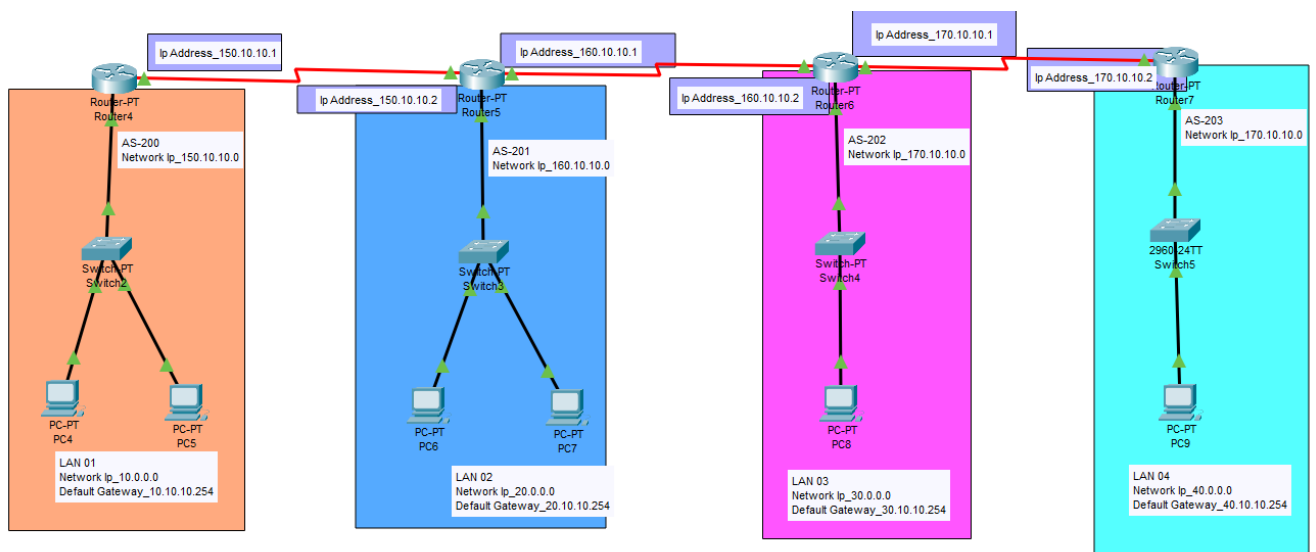 Ip Address_150.10.10.1
Ip Address_160.10.10.1
Ip Address_170.10.10.1
Router-PT
Router4
Ip Address_150.10.10.2
Router-PT
Router5
Ip Address_160.10.10.2
Router-PT
Router6
Ip Address_170.10.10.2
Router-PT
Router7
AS-200
Network Ip_150.10.10.0
AS-201
Network Ip_160.10.10.0
AS-202
Network Ip_170.10.10.0
AS-203
Network Ip_170.10.10.0
Switch-PT
Switch2
Switch-PT
Switch3
Switch-PT
Switch4
2960-24TT
Switch5
PC-PT
PC4
PC-PT
PC5
PC-PT
PC6
PC-PT
PC7
PC-PT
PC8
PC-PT
PC9
LAN 01
Network Ip_10.0.0.0
Default Gateway_10.10.10.254
LAN 02
Network Ip_20.0.0.0
Default Gateway_20.10.10.254
LAN 03
Network Ip_30.0.0.0
Default Gateway_30.10.10.254
LAN 04
Network Ip_40.0.0.0
Default Gateway_40.10.10.254